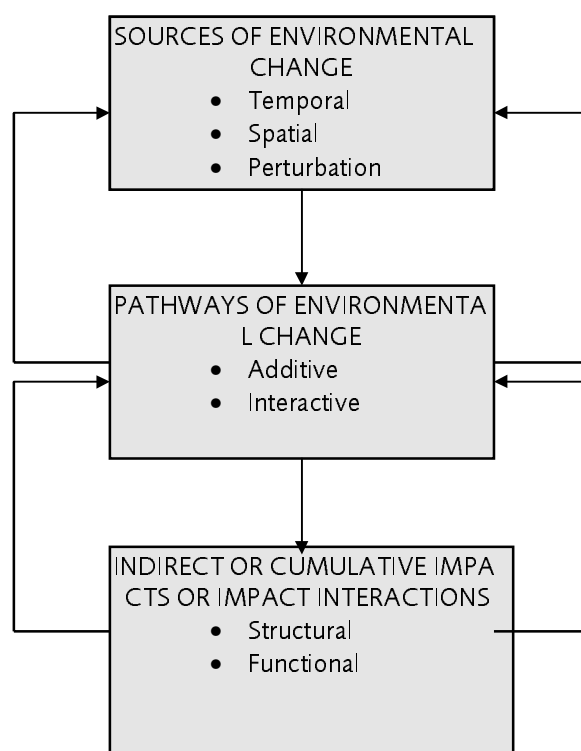 SOURCES OF ENVIRONMENTAL
CHANGE
• Temporal
• Spatial
• Perturbation
PATHWAYS OF ENVIRONMENTA
L CHANGE
• Additive
• Interactive
INDIRECT OR CUMULATIVE IMPA
CTS OR IMPACT INTERACTIONS
• Structural
• Functional